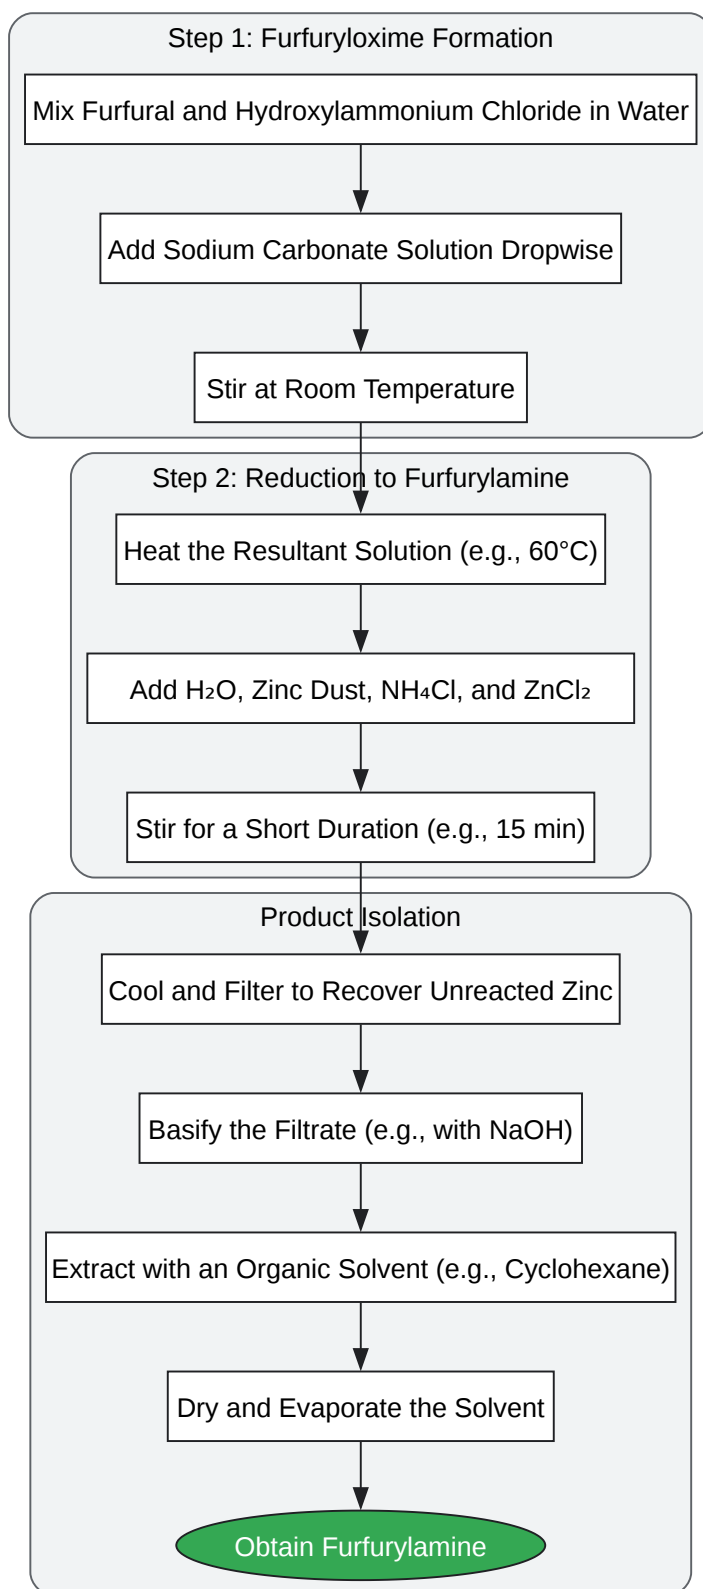 Step 1: Furfuryloxime Formation
Mix Furfural and Hydroxylammonium Chloride in Water
Add Sodium Carbonate Solution Dropwise
Stir at Room Temperature
Step 2: Reduction to Furfurylamine
Heat the Resultant Solution (e.g., 60°C)
Add H₂O, Zinc Dust, NH₄Cl, and ZnCl₂
Stir for a Short Duration (e.g., 15 min)
Product Isolation
Cool and Filter to Recover Unreacted Zinc
Basify the Filtrate (e.g., with NaOH)
Extract with an Organic Solvent (e.g., Cyclohexane)
Dry and Evaporate the Solvent
Obtain Furfurylamine